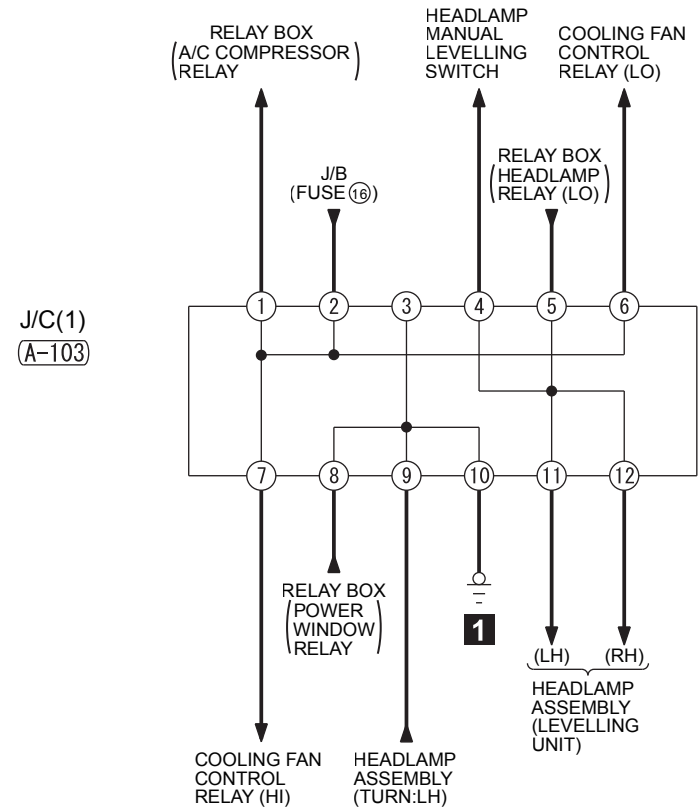 RELAY BOX
(A/C COMPRESSOR
RELAY)
HEADLAMP
MANUAL
LEVELLING
SWITCH
COOLING FAN
CONTROL
RELAY (LO)
J/B
(FUSE⑯)
RELAY BOX
(HEADLAMP
RELAY (LO))
J/C(1)
(A-103)
1 2 3 4 5 6
7 8 9 10 11 12
RELAY BOX
(POWER
WINDOW
RELAY)
1
(LH) (RH)
HEADLAMP
ASSEMBLY
(LEVELLING
UNIT)
COOLING FAN
CONTROL
RELAY (HI)
HEADLAMP
ASSEMBLY
(TURN:LH)